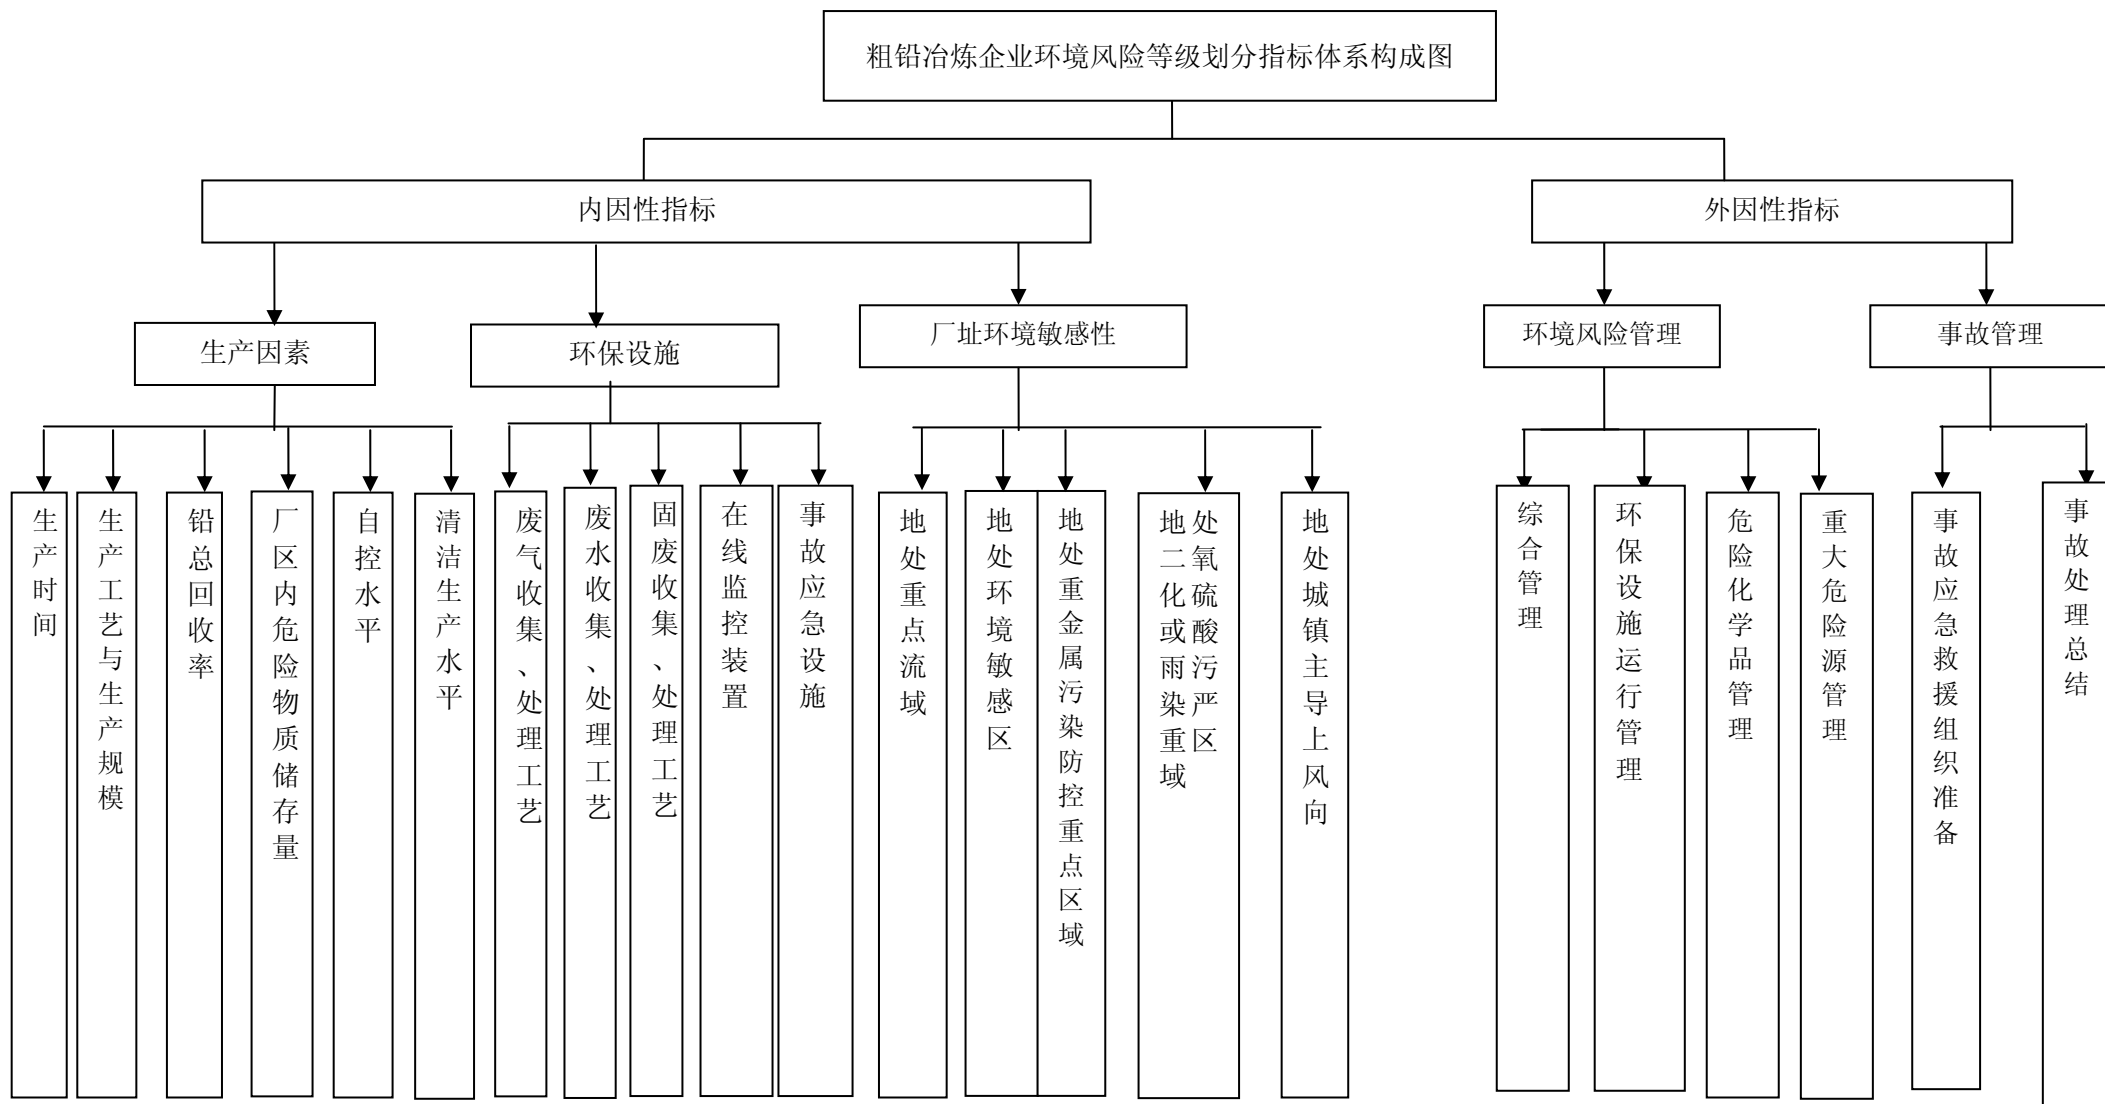 粗铅冶炼企业环境风险等级划分指标体系构成图
内因性指标
外因性指标
生产因素
环保设施
厂址环境敏感性
环境风险管理
事故管理
生产时间
生产工艺与生产规模
铅总回收率
厂区内危险物质储存量
自控水平
清洁生产水平
废气收集、处理工艺
废水收集、处理工艺
固废收集、处理工艺
在线监控装置
事故应急设施
地处重点流域
地处环境敏感区
地处重金属污染防控重点区域
地处二氧化硫或酸雨污染严重区域
地处城镇主导上风向
综合管理
环保设施运行管理
危险化学品管理
重大危险源管理
事故应急救援组织准备
事故处理总结